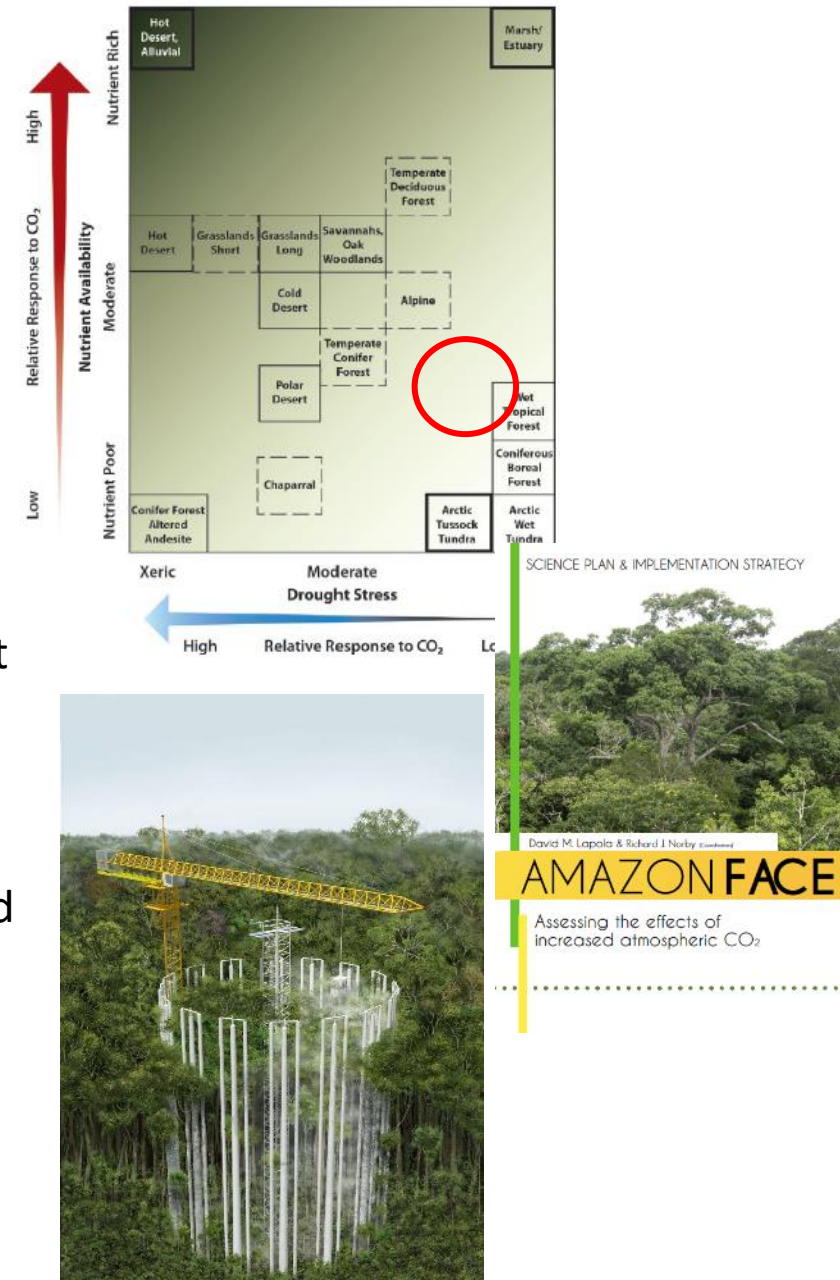 Hot
Desert,
Alluvial
Marsh/
Estuary
Nutrient Rich
High
Temperate
Deciduous
Forest
Hot
Desert
Grasslands
Short
Grasslands
Long
Savannahs,
Oak
Woodlands
Relative Response to CO₂
Nutrient Availability
Moderate
Cold
Desert
Alpine
Temperate
Conifer
Forest
Polar
Desert
Wet
Tropical
Forest
Coniferous
Boreal
Forest
Chaparral
Nutrient Poor
Low
Conifer Forest
Altered
Andesite
Arctic
Tussock
Tundra
Arctic
Wet
Tundra
Xeric
Moderate
Drought Stress
High
Relative Response to CO₂
SCIENCE PLAN & IMPLEMENTATION STRATEGY
David M. Lapola & Richard J. Norby
AMAZONFACE
Assessing the effects of
increased atmospheric CO₂